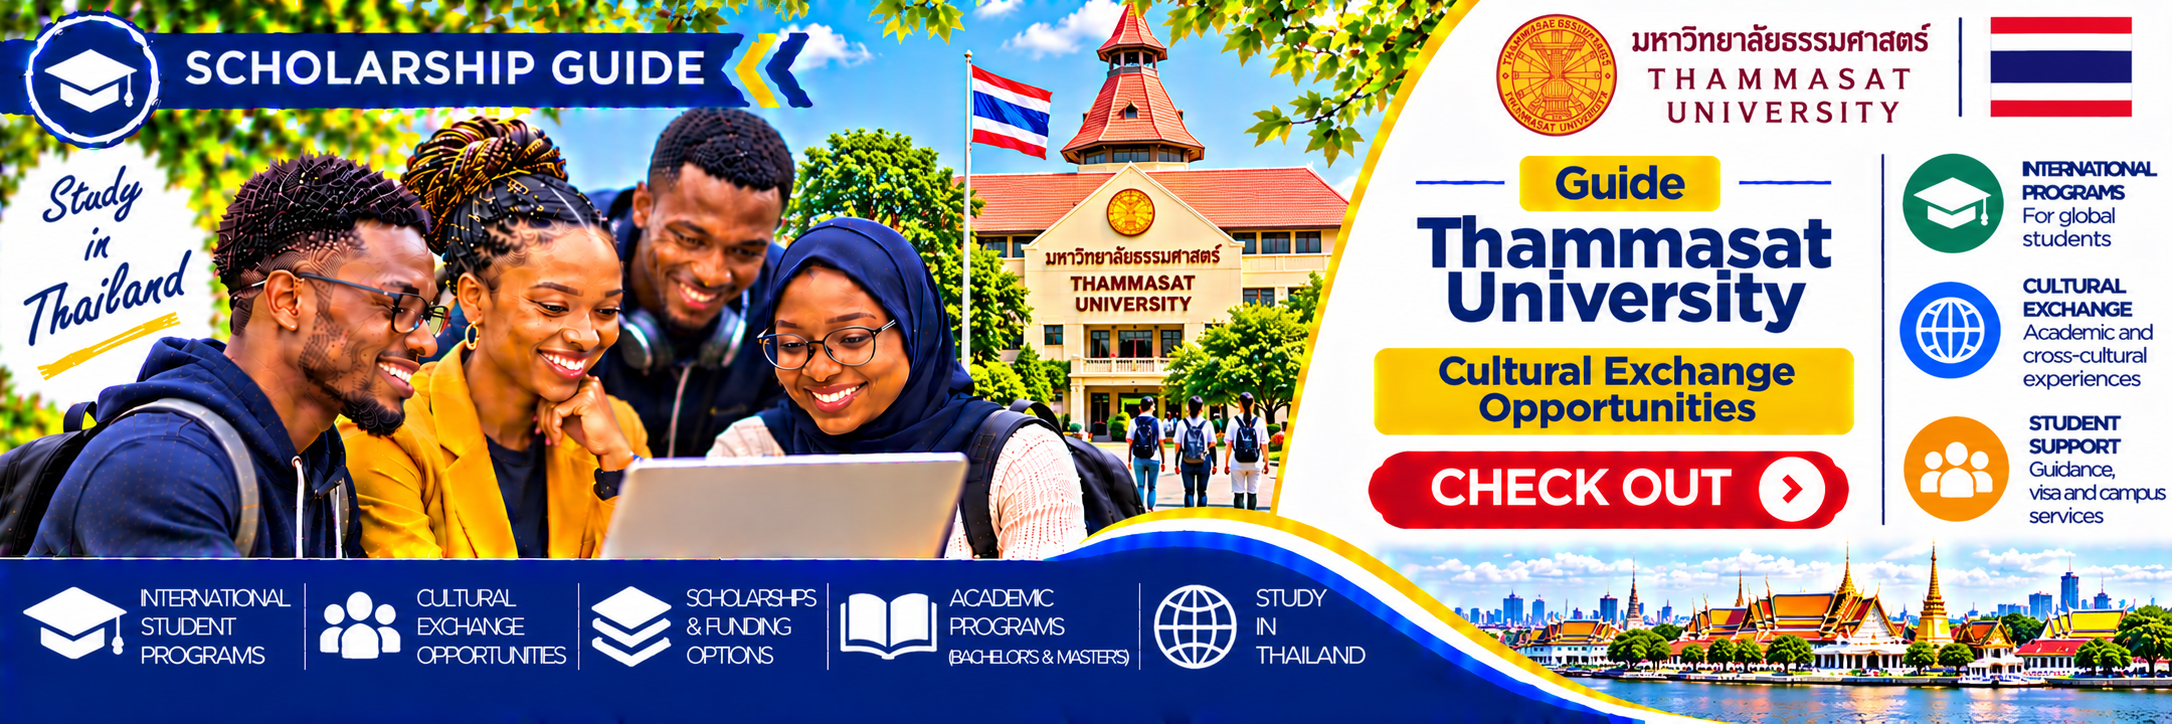 SCHOLARSHIP GUIDE
Study
in
Thailand
มหาวิทยาลัยธรรมศาสตร์
THAMMASAT
UNIVERSITY
มหาวิทยาลัยธรรมศาสตร์
THAMMASAT
UNIVERSITY
Guide
Thammasat
University
Cultural Exchange
Opportunities
CHECK OUT
INTERNATIONAL
PROGRAMS
For global
students
CULTURAL
EXCHANGE
Academic and
cross-cultural
experiences
STUDENT
SUPPORT
Guidance,
visa and campus
services
INTERNATIONAL
STUDENT
PROGRAMS
CULTURAL
EXCHANGE
OPPORTUNITIES
SCHOLARSHIPS
& FUNDING
OPTIONS
ACADEMIC
PROGRAMS
(BACHELOR'S & MASTER'S)
STUDY
IN
THAILAND